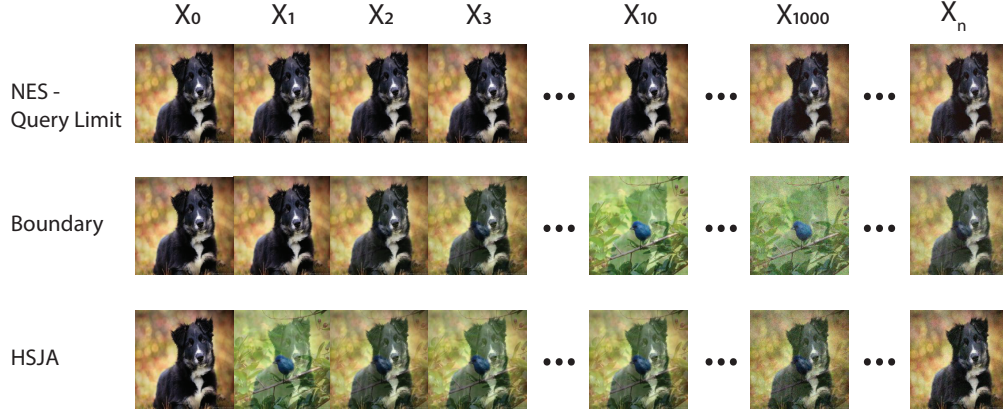 X0 X1 X2 X3 X10 X1000 Xn
NES -
Query Limit
••• ••• •••
Boundary
••• ••• •••
HSJA
••• ••• •••